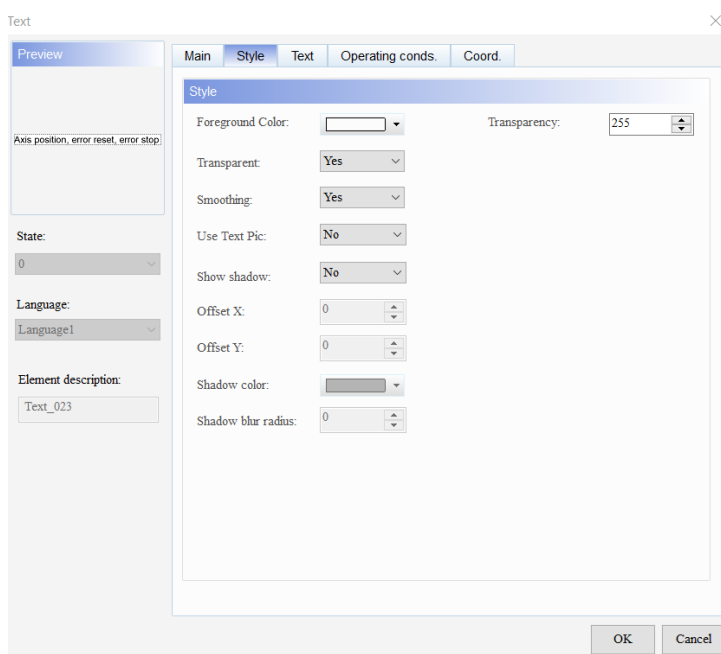 Text
Preview
Main Style Text Operating conds. Coord.
Style
Foreground Color:
Transparency: 255
Axis position, error reset, error stop
Transparent: Yes
Smoothing: Yes
Use Text Pic: No
State:
0
Show shadow: No
Language:
Language1
Offset X: 0
Offset Y: 0
Element description:
Text_023
Shadow color:
Shadow blur radius: 0
OK Cancel